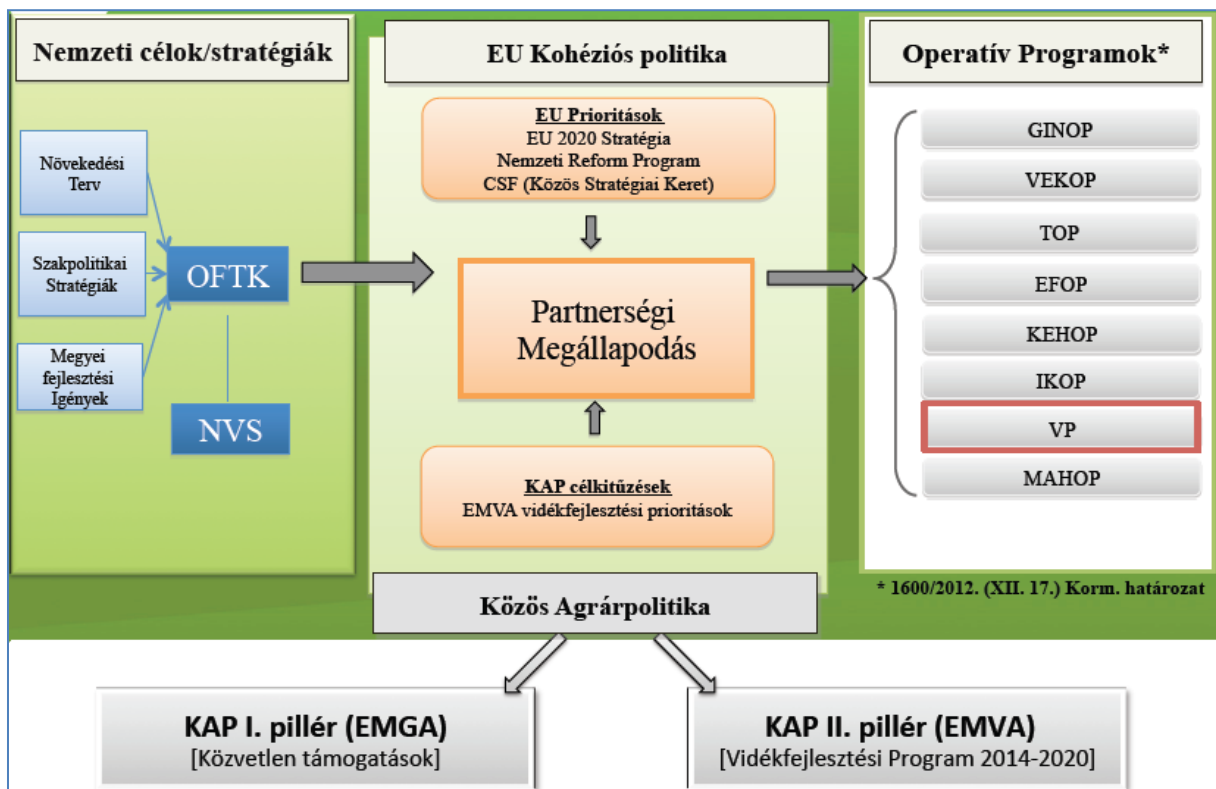 Nemzeti célok/stratégiák
Növekedési
Terv
Szakpolitikai
Stratégiák
Megyei
fejlesztési
Igények
OFTK
NVS
EU Kohéziós politika
EU Prioritások
EU 2020 Stratégia
Nemzeti Reform Program
CSF (Közös Stratégiai Keret)
Partnerségi
Megállapodás
KAP célkitűzések
EMVA vidékfejlesztési prioritások
Közös Agrárpolitika
Operatív Programok*
GINOP
VEKOP
TOP
EFOP
KEHOP
IKOP
VP
MAHOP
* 1600/2012. (XII. 17.) Korm. határozat
KAP I. pillér (EMGA)
[Közvetlen támogatások]
KAP II. pillér (EMVA)
[Vidékfejlesztési Program 2014-2020]